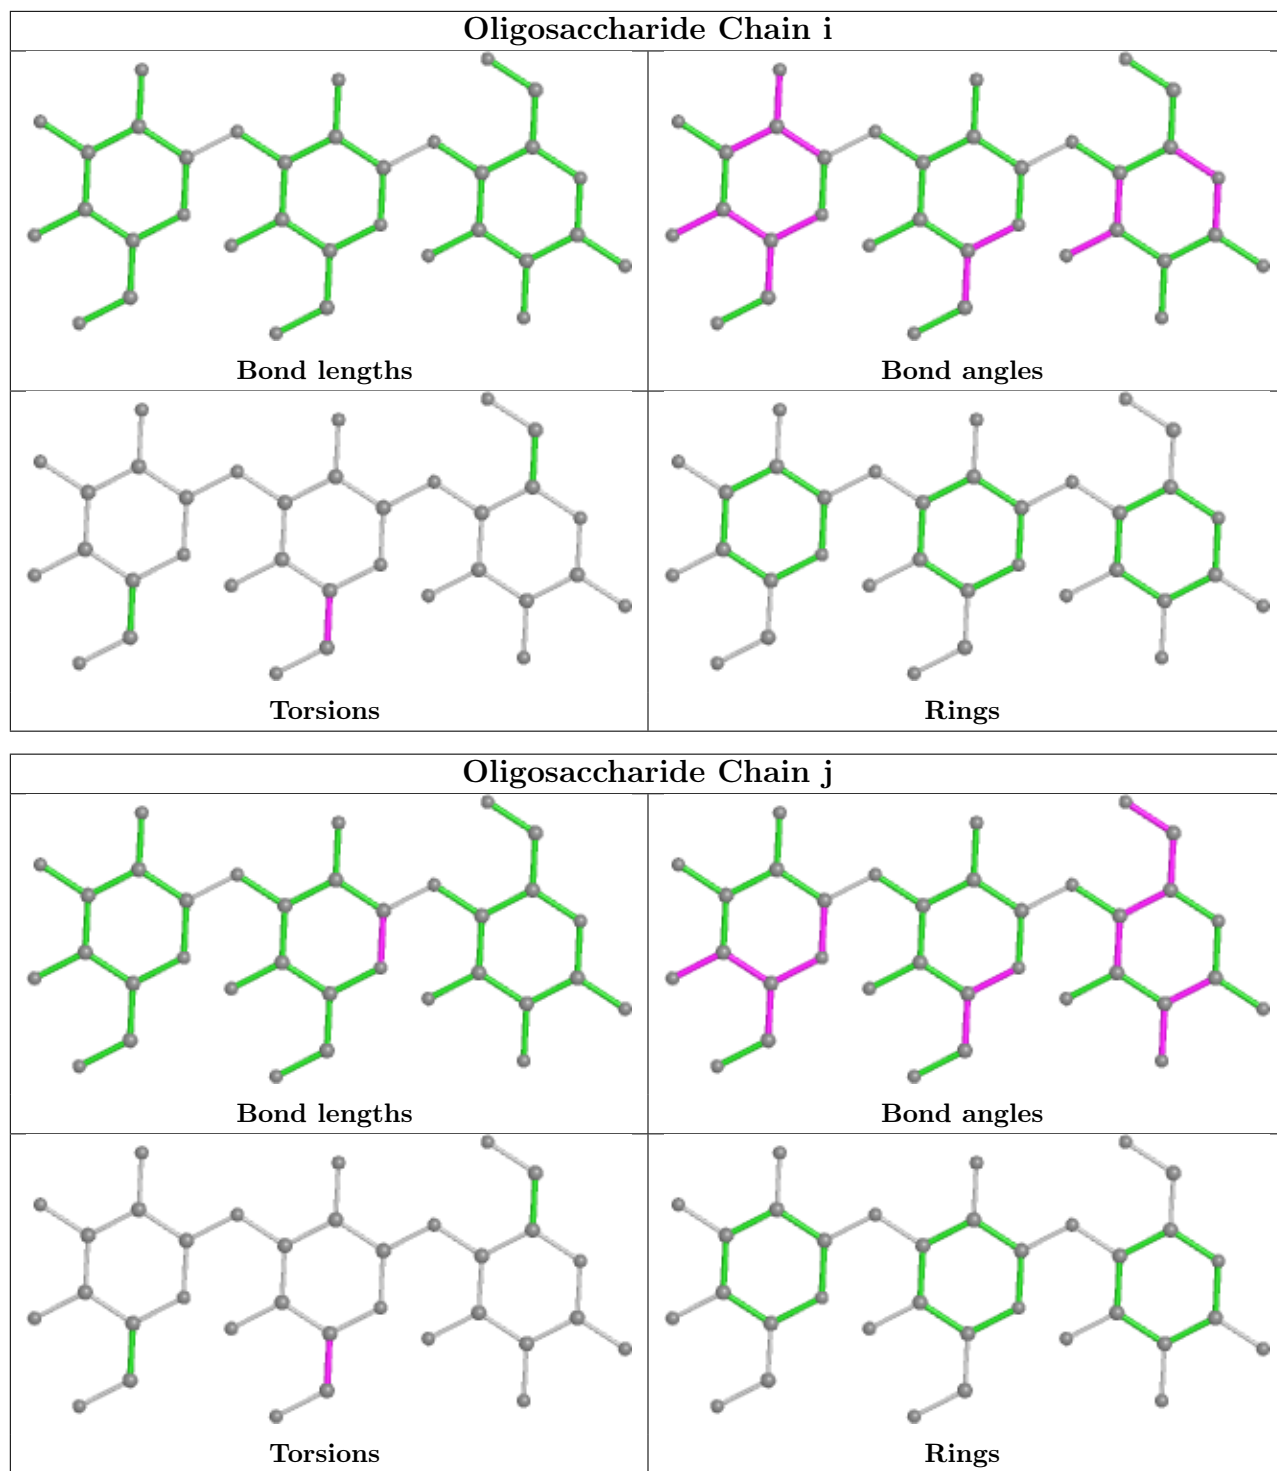 Oligosaccharide Chain i
Bond lengths
Bond angles
Torsions
Rings
Oligosaccharide Chain j
Bond lengths
Bond angles
Torsions
Rings